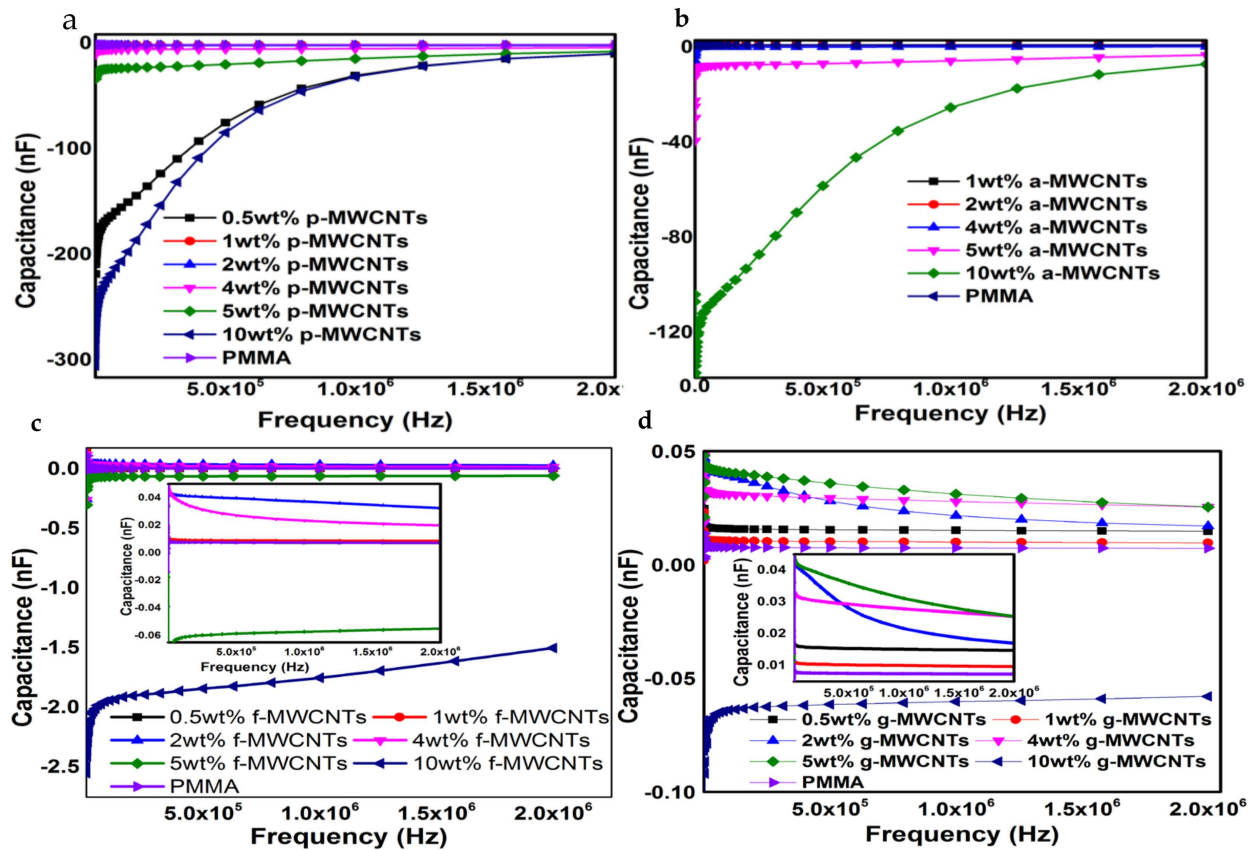 a
0
-100
-200
-300
Capacitance (nF)
0.5wt% p-MWCNTs
1wt% p-MWCNTs
2wt% p-MWCNTs
4wt% p-MWCNTs
5wt% p-MWCNTs
10wt% p-MWCNTs
PMMA
5.0x10⁵ 1.0x10⁶ 1.5x10⁶ 2.0x10⁶
Frequency (Hz)
b
0
-40
-80
-120
Capacitance (nF)
1wt% a-MWCNTs
2wt% a-MWCNTs
4wt% a-MWCNTs
5wt% a-MWCNTs
10wt% a-MWCNTs
PMMA
0.0 5.0x10⁵ 1.0x10⁶ 1.5x10⁶ 2.0x10⁶
Frequency (Hz)
c
0.0
-0.5
-1.0
-1.5
-2.0
-2.5
Capacitance (nF)
0.04
0.02
0.00
-0.02
-0.04
-0.06
Capacitance (nF)
5.0x10⁵ 1.0x10⁶ 1.5x10⁶ 2.0x10⁶
Frequency (Hz)
0.5wt% f-MWCNTs 1wt% f-MWCNTs
2wt% f-MWCNTs 4wt% f-MWCNTs
5wt% f-MWCNTs 10wt% f-MWCNTs
PMMA
5.0x10⁵ 1.0x10⁶ 1.5x10⁶ 2.0x10⁶
Frequency (Hz)
d
0.05
0.00
-0.05
-0.10
Capacitance (nF)
0.04
0.03
0.02
0.01
Capacitance (nF)
5.0x10⁵ 1.0x10⁶ 1.5x10⁶ 2.0x10⁶
Frequency (Hz)
0.5wt% g-MWCNTs 1wt% g-MWCNTs
2wt% g-MWCNTs 4wt% g-MWCNTs
5wt% g-MWCNTs 10wt% g-MWCNTs
PMMA
5.0x10⁵ 1.0x10⁶ 1.5x10⁶ 2.0x10⁶
Frequency (Hz)